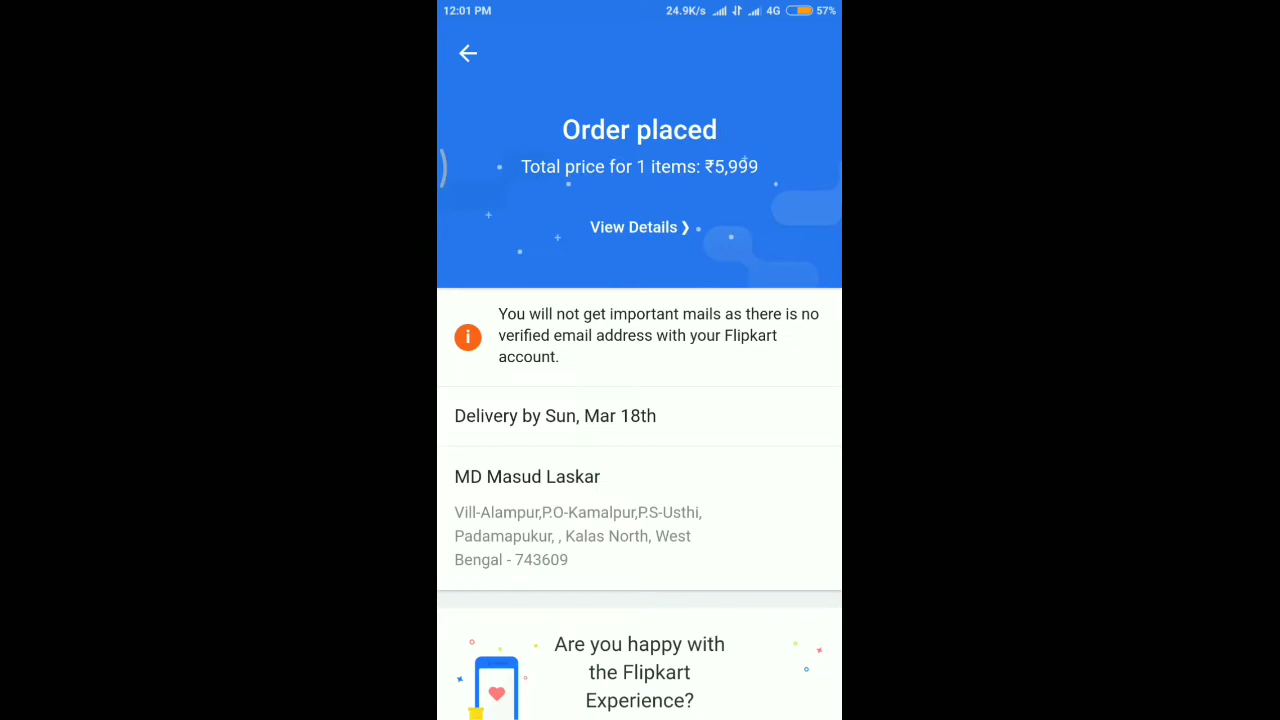 12:01 PM 24.9K/s 4G 57%
Order placed
Total price for 1 items: ₹5,999
View Details ❯
You will not get important mails as there is no
verified email address with your Flipkart
account.
Delivery by Sun, Mar 18th
MD Masud Laskar
Vill-Alampur,P.O-Kamalpur,P.S-Usthi,
Padamapukur, , Kalas North, West
Bengal - 743609
Are you happy with
the Flipkart
Experience?